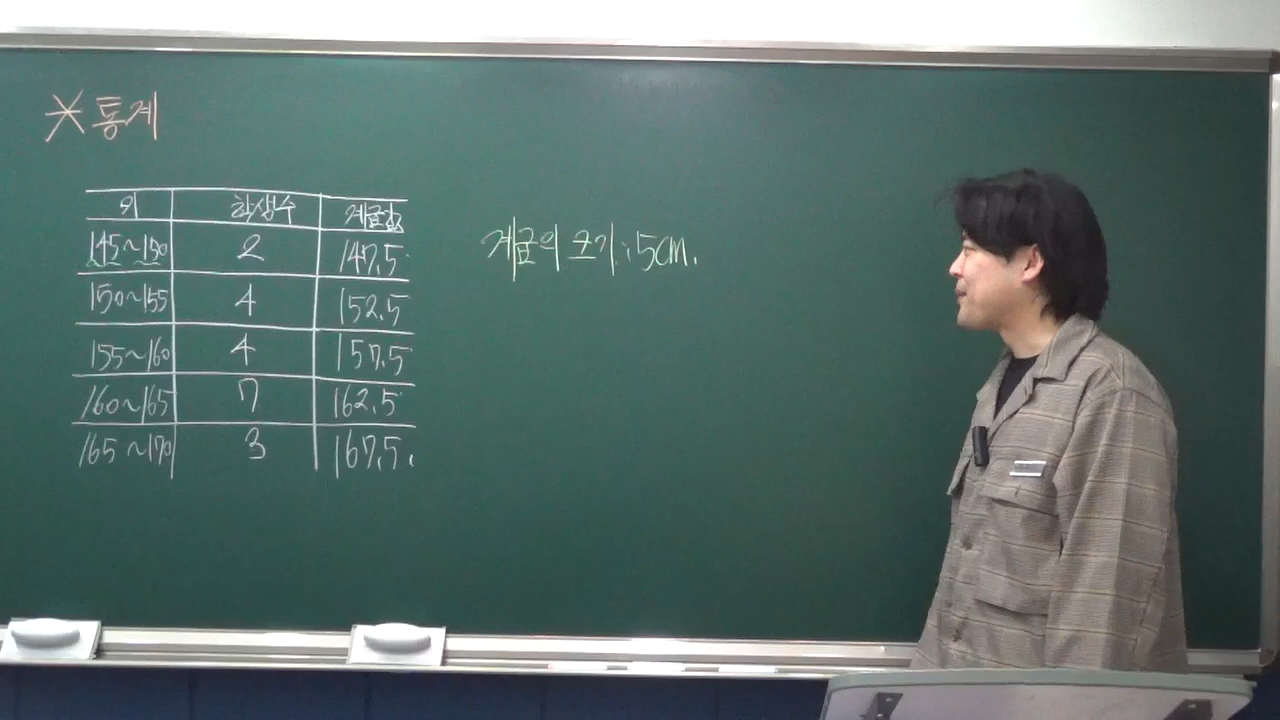 * 통계
키 학생수 계급값
145~150 2 147.5
150~155 4 152.5
155~160 4 157.5
160~165 7 162.5
165~170 3 167.5
계급의 크기 : 5cm.